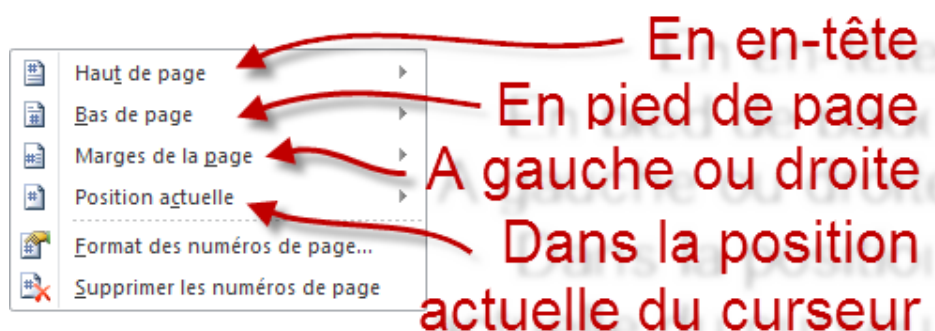 En en-tête
Haut de page
En pied de page
Bas de page
Marges de la page
A gauche ou droite
Position actuelle
Dans la position
Format des numéros de page...
Supprimer les numéros de page
actuelle du curseur